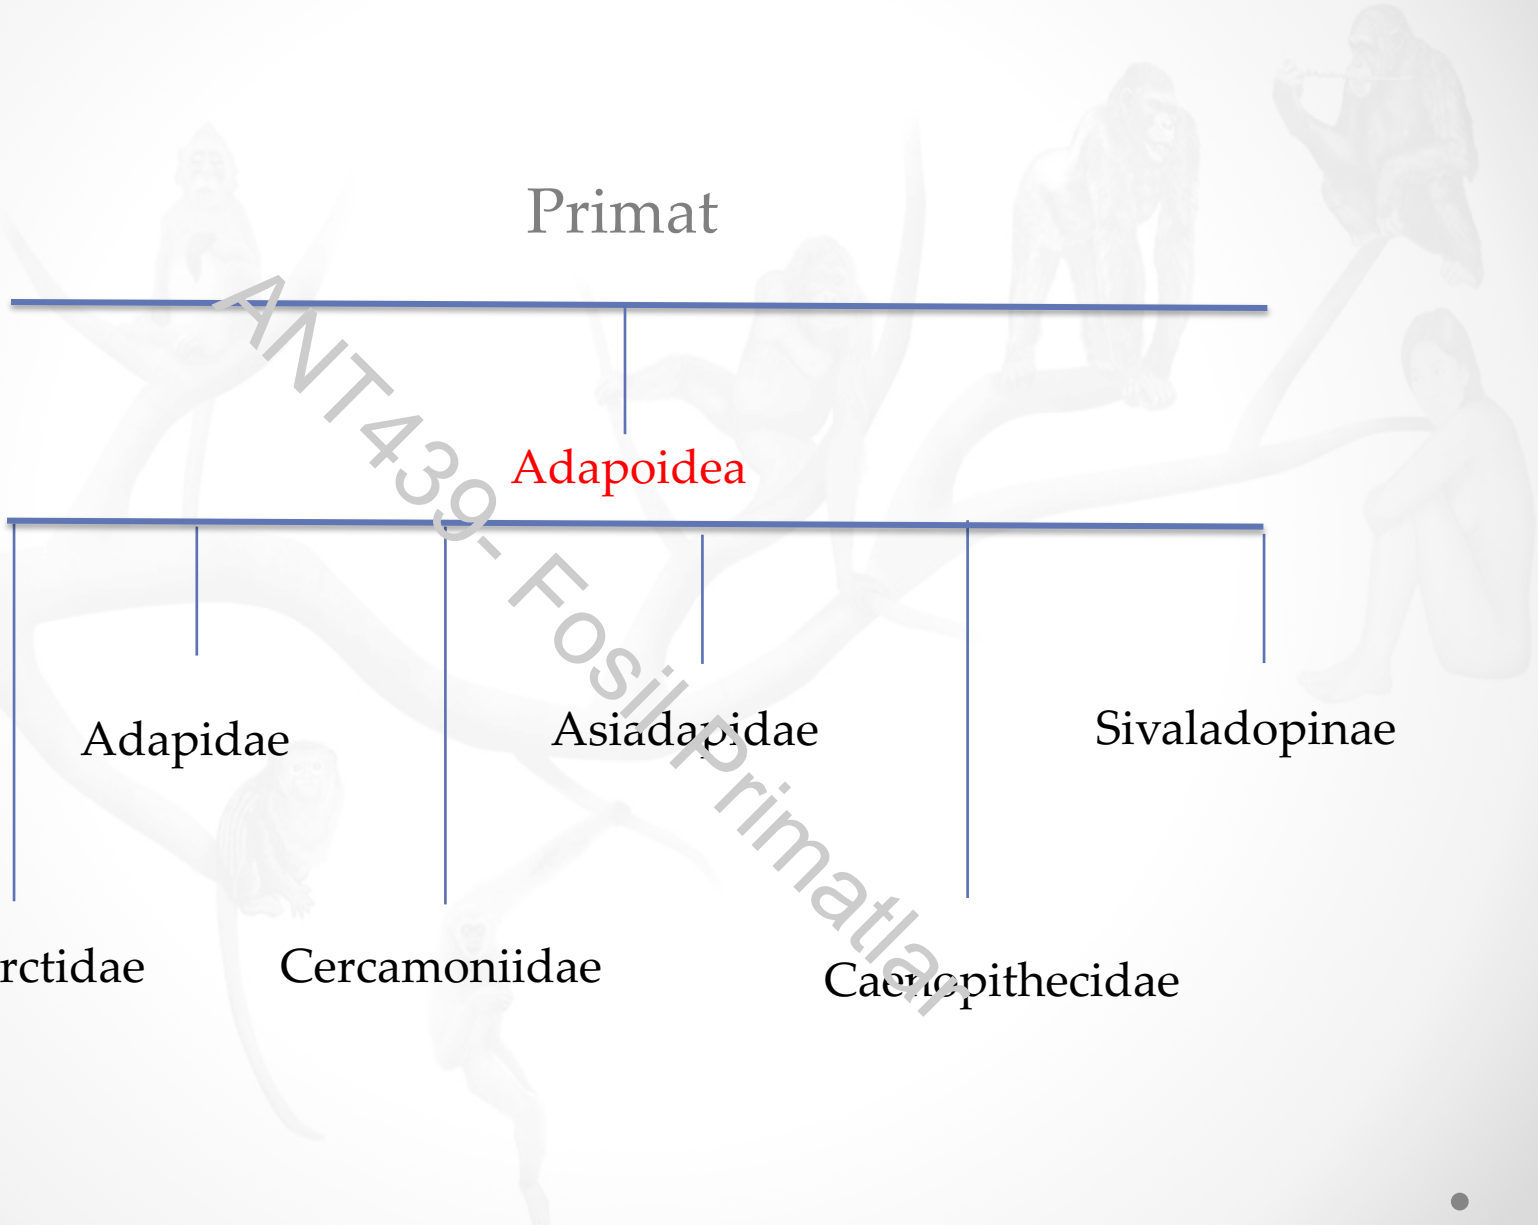 Primat
Adapoidea
Adapidae
Asiadapidae
Sivaladopinae
rctidae
Cercamoniidae
Caenopithecidae
ANT439- Fosil Primatlar